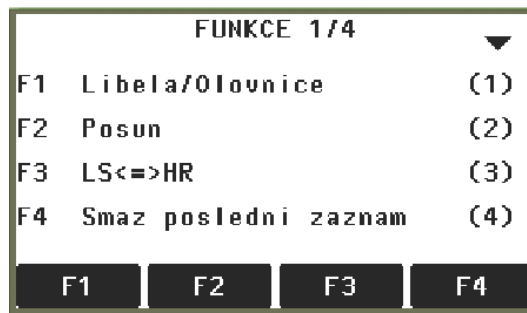 FUNKCE 1/4
F1 Libela/Olovnice (1)
F2 Posun (2)
F3 LS<=>HR (3)
F4 Smaz posledni zaznam (4)
F1 F2 F3 F4